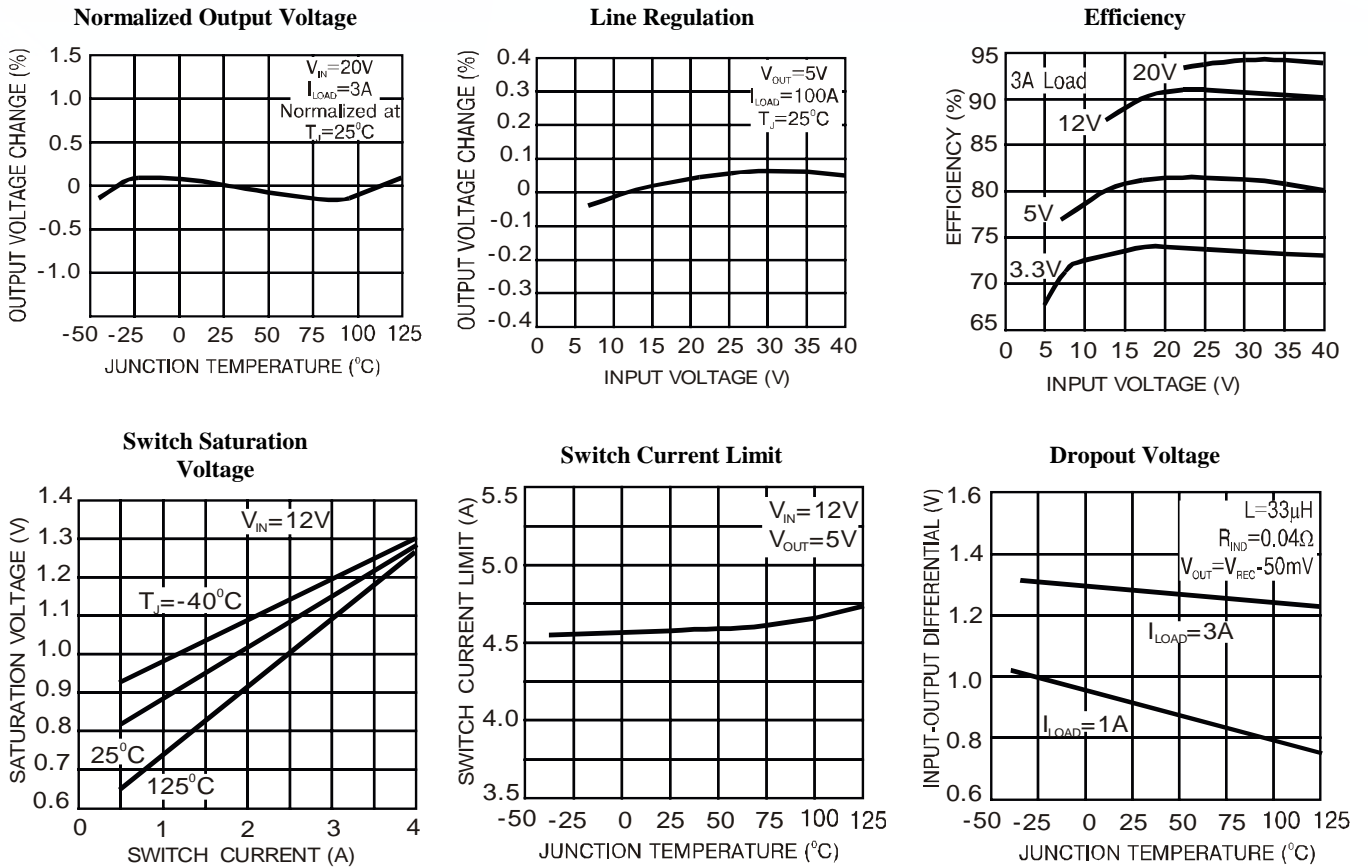 Normalized Output Voltage
OUTPUT VOLTAGE CHANGE (%)
1.5
1.0
0.5
0
-0.5
-1.0
V_IN=20V
I_LOAD=3A
Normalized at
T_J=25°C
-50 -25 0 25 50 75 100 125
JUNCTION TEMPERATURE (°C)
Line Regulation
OUTPUT VOLTAGE CHANGE (%)
0.4
0.3
0.2
0.1
0
-0.1
-0.2
-0.3
-0.4
V_OUT=5V
I_LOAD=100A
T_J=25°C
0 5 10 15 20 25 30 35 40
INPUT VOLTAGE (V)
Efficiency
EFFICIENCY (%)
95
90
85
80
75
70
65
3A Load
20V
12V
5V
3.3V
0 5 10 15 20 25 30 35 40
INPUT VOLTAGE (V)
Switch Saturation
Voltage
SATURATION VOLTAGE (V)
1.4
1.3
1.2
1.1
1.0
0.9
0.8
0.7
0.6
V_IN=12V
T_J=-40°C
25°C
125°C
0 1 2 3 4
SWITCH CURRENT (A)
Switch Current Limit
SWITCH CURRENT LIMIT (A)
5.5
5.0
4.5
4.0
3.5
V_IN=12V
V_OUT=5V
-50 -25 0 25 50 75 100 125
JUNCTION TEMPERATURE (°C)
Dropout Voltage
INPUT-OUTPUT DIFFERENTIAL (V)
1.6
1.4
1.2
1.0
0.8
0.6
L=33µH
R_IND=0.04Ω
V_OUT=V_REC-50mV
I_LOAD=3A
I_LOAD=1A
-50 -25 0 25 50 75 100 125
JUNCTION TEMPERATURE (°C)